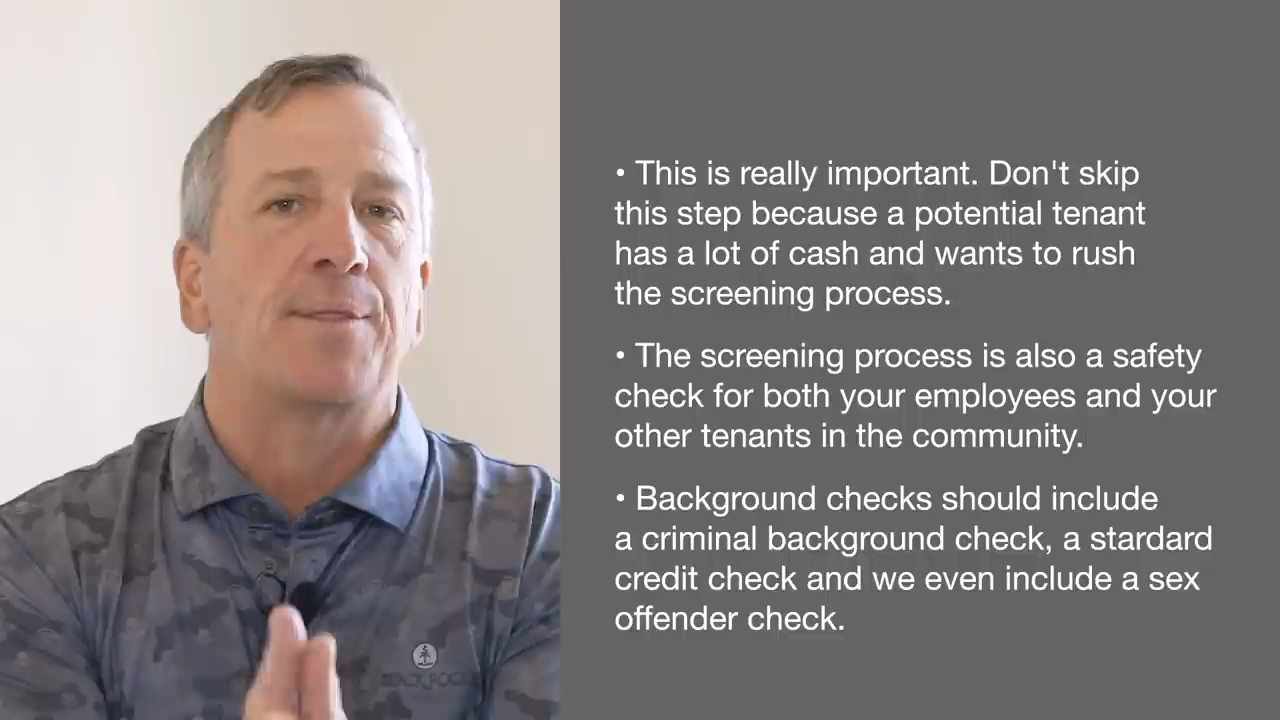 • This is really important. Don't skip
this step because a potential tenant
has a lot of cash and wants to rush
the screening process.
• The screening process is also a safety
check for both your employees and your
other tenants in the community.
• Background checks should include
a criminal background check, a stardard
credit check and we even include a sex
offender check.
BLACK ROCK